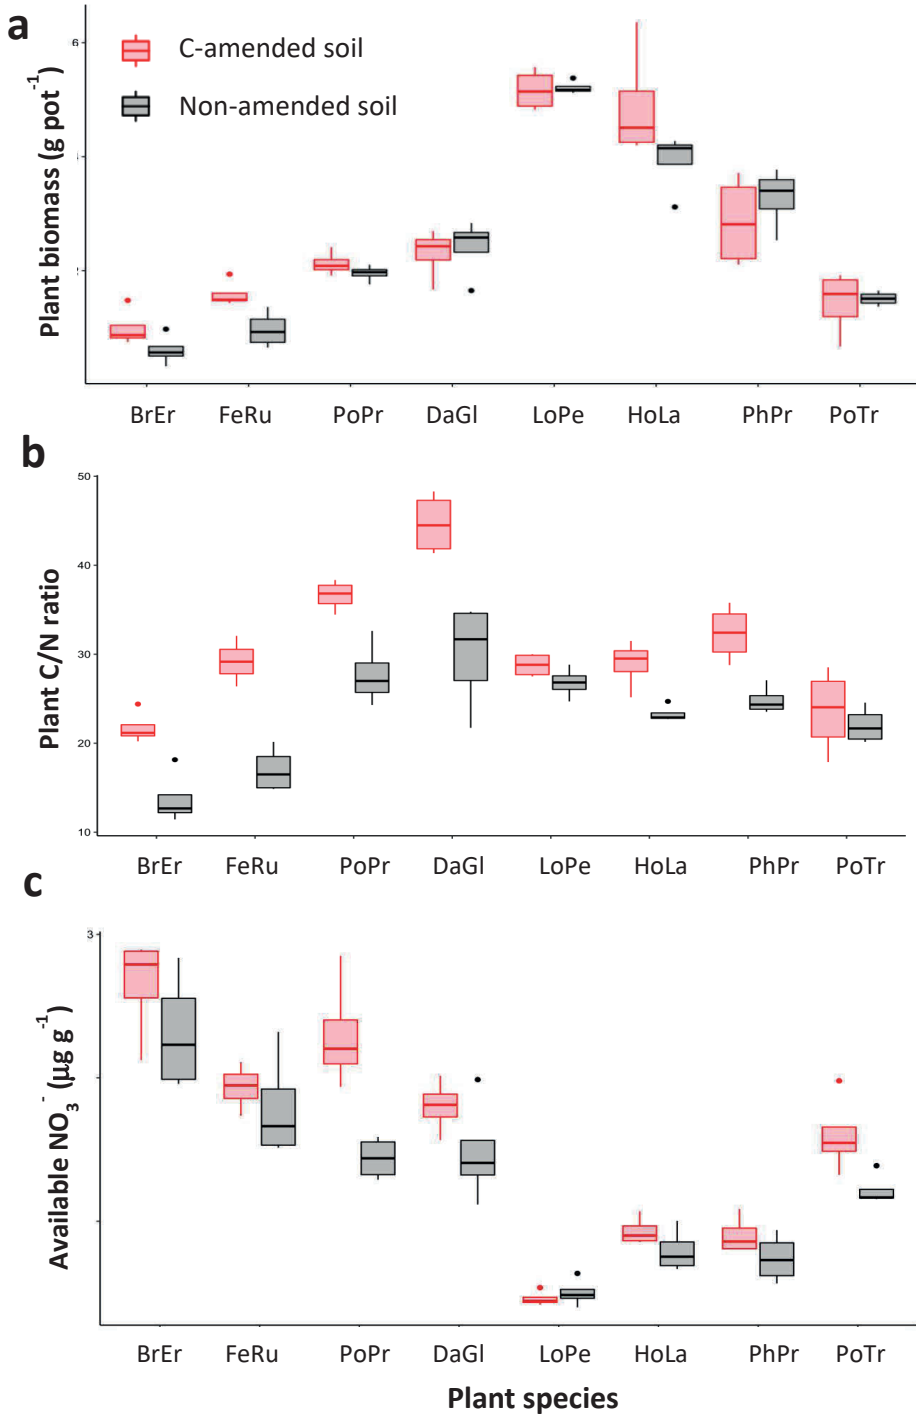 a
C-amended soil
Non-amended soil
Plant biomass (g pot⁻¹)
6
4
2
BrEr FeRu PoPr DaGl LoPe HoLa PhPr PoTr
b
Plant C/N ratio
50
40
30
20
10
BrEr FeRu PoPr DaGl LoPe HoLa PhPr PoTr
c
Available NO₃⁻ (µg g⁻¹)
3
BrEr FeRu PoPr DaGl LoPe HoLa PhPr PoTr
Plant species